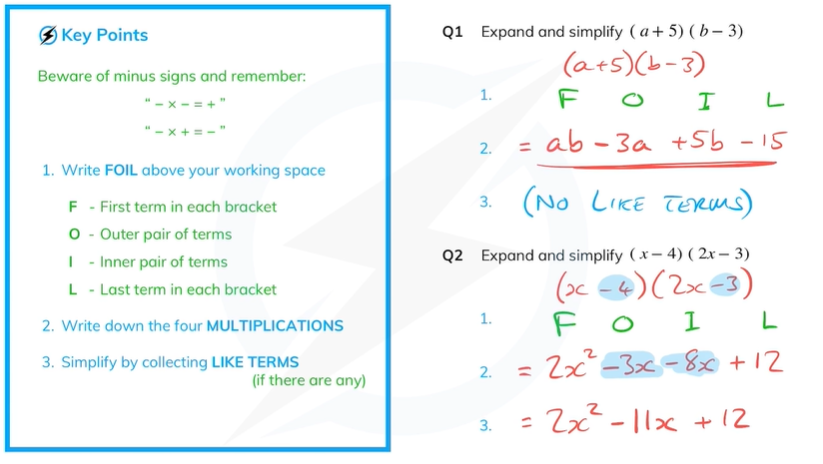 Key Points
Beware of minus signs and remember:
" – x – = + "
" – x + = – "
1. Write FOIL above your working space
F - First term in each bracket
O - Outer pair of terms
I - Inner pair of terms
L - Last term in each bracket
2. Write down the four MULTIPLICATIONS
3. Simplify by collecting LIKE TERMS
(if there are any)
Q1 Expand and simplify (a + 5) (b – 3)
(a+5)(b-3)
1. F O I L
2. = ab - 3a + 5b - 15
3. (NO LIKE TERMS)
Q2 Expand and simplify (x – 4) (2x – 3)
(x - 4)(2x - 3)
1. F O I L
2. = 2x² - 3x - 8x + 12
3. = 2x² - 11x + 12